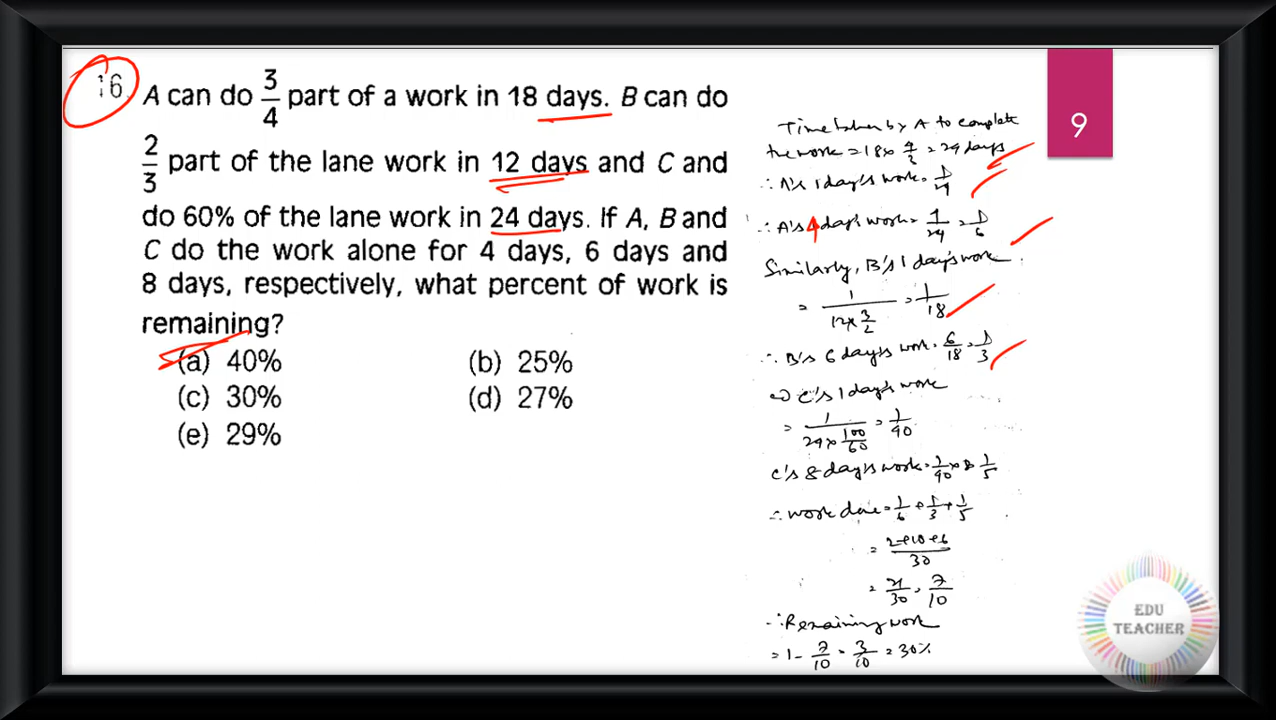 16. A can do 3/4 part of a work in 18 days. B can do
2/3 part of the lane work in 12 days and C and
do 60% of the lane work in 24 days. If A, B and
C do the work alone for 4 days, 6 days and
8 days, respectively, what percent of work is
remaining?
(a) 40% (b) 25%
(c) 30% (d) 27%
(e) 29%
9
Time taken by A to complete
the work = 18 × 4/3 = 24 days
∴ A's 1 day's work = 1/24
∴ A's 4 day's work = 4/24 = 1/6
Similarly, B's 1 day's work
= 1/(12 × 3/2) = 1/18
∴ B's 6 day's work = 6/18 = 1/3
C's 1 day's work
= 1/(24 × 100/60) = 1/40
C's 8 day's work = 1/40 × 8 1/5
∴ work done = 1/6 + 1/3 + 1/5
= /30
= 21/30 = 7/10
∴ Remaining work
= 1 - 7/10 = 3/10 = 30%
EDU
TEACHER